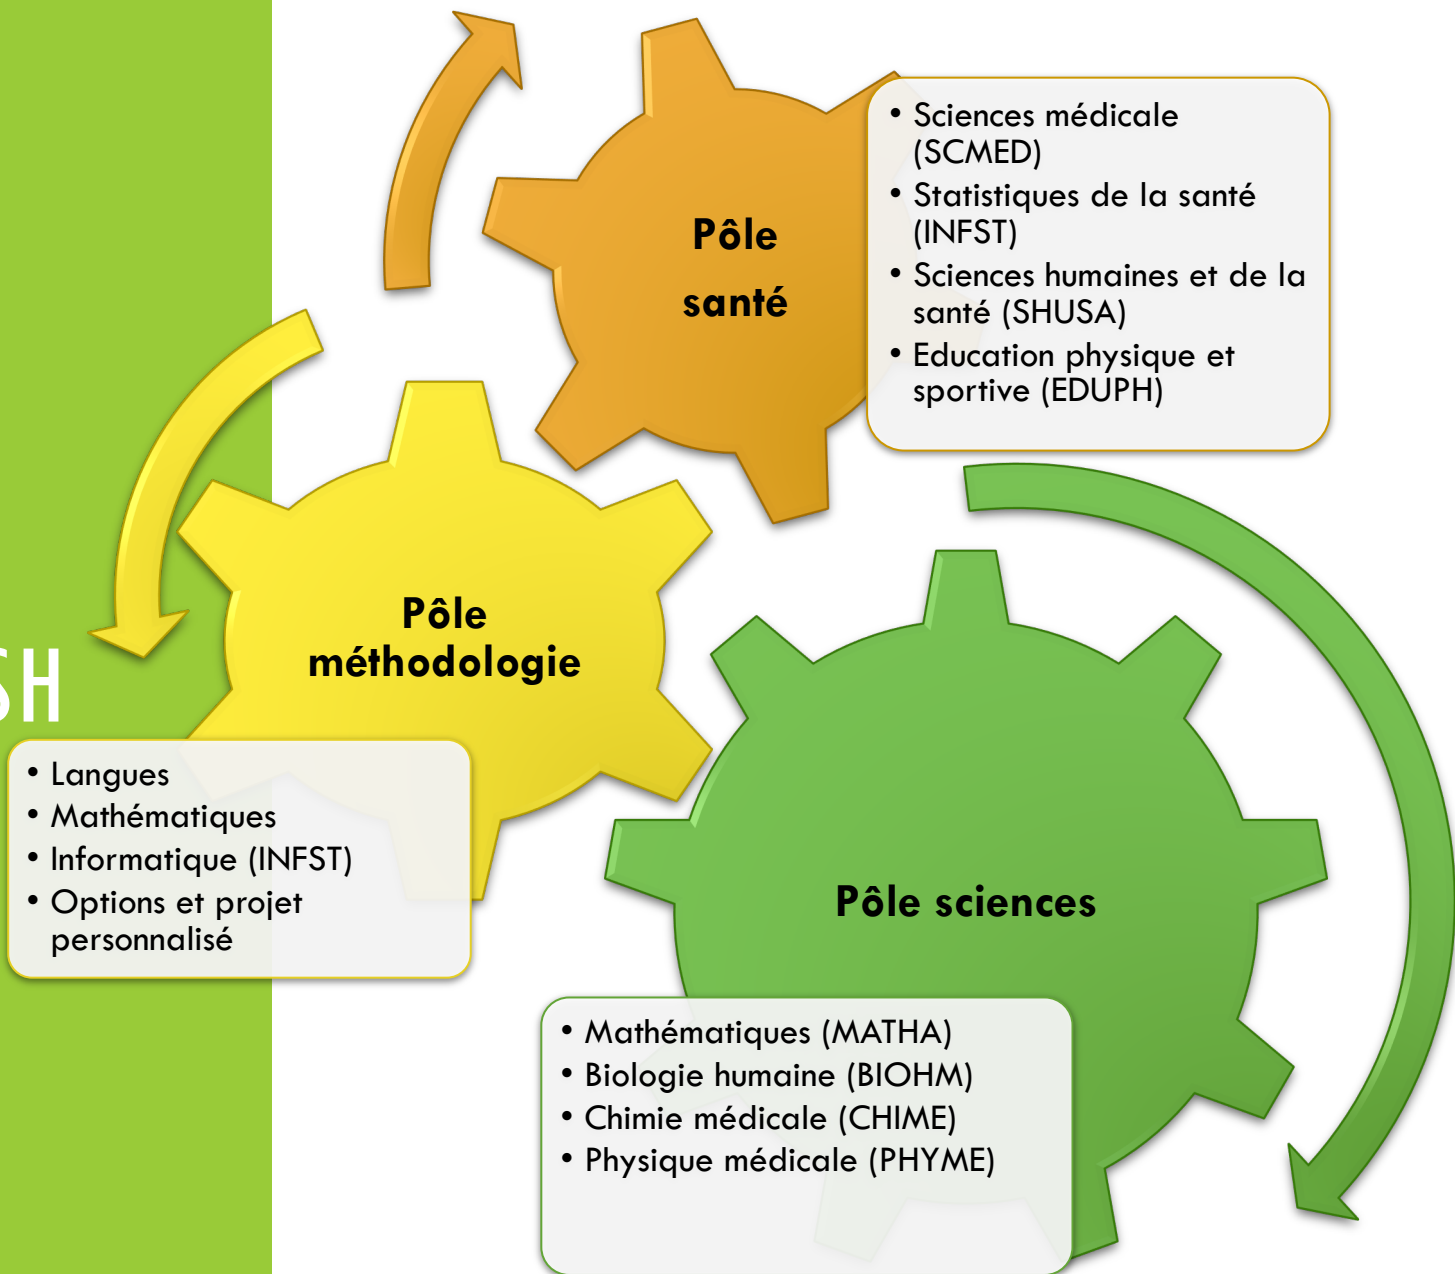 Pôle
santé
• Sciences médicale
(SCMED)
• Statistiques de la santé
(INFST)
• Sciences humaines et de la
santé (SHUSA)
• Education physique et
sportive (EDUPH)
Pôle
méthodologie
SH
• Langues
• Mathématiques
• Informatique (INFST)
• Options et projet
personnalisé
Pôle sciences
• Mathématiques (MATHA)
• Biologie humaine (BIOHM)
• Chimie médicale (CHIME)
• Physique médicale (PHYME)